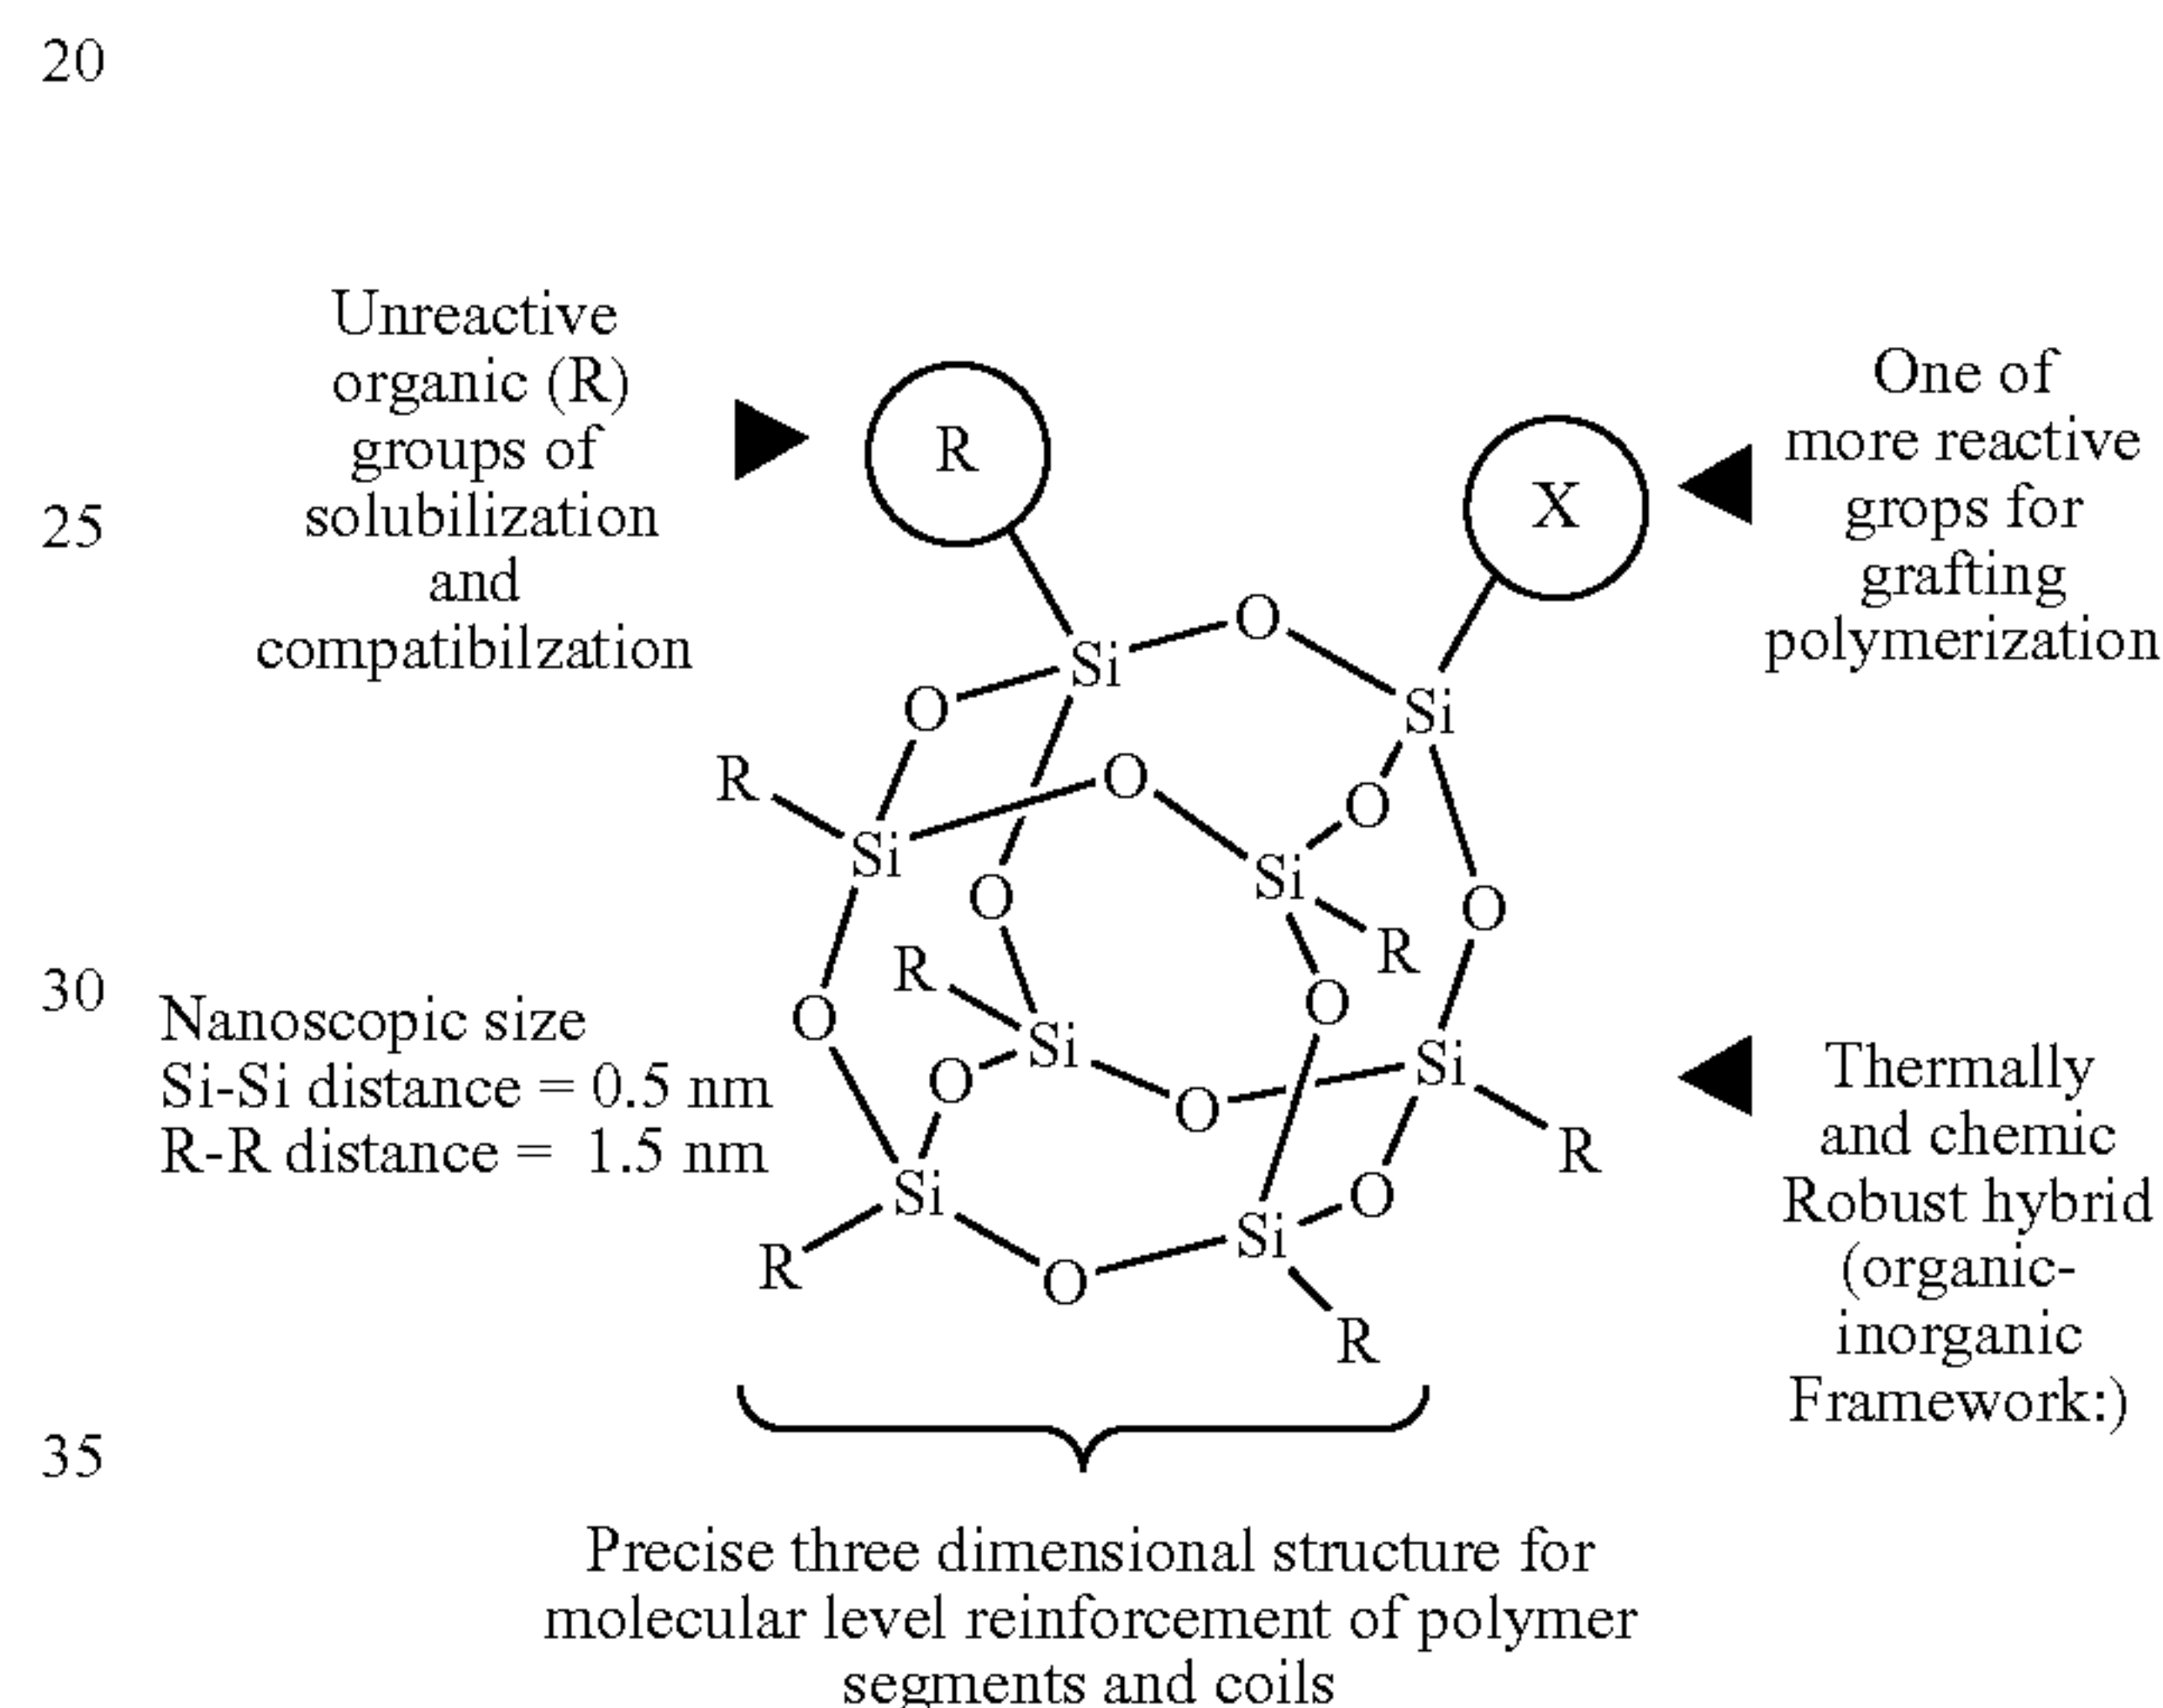 20
Unreactive
organic (R)
groups of
solubilization
and
compatibilzation
One of
more reactive
grops for
grafting
polymerization
25
R
X
Si
O
Si
O
Si
O
R
O
Si
O
Si
O
R
O
R
30
Nanoscopic size
Si-Si distance = 0.5 nm
R-R distance = 1.5 nm
O
O
Si
O
Si
O
R
Si
O
Si
R
O
R
R
Thermally
and chemic
Robust hybrid
(organic-
inorganic
Framework:)
35
Precise three dimensional structure for
molecular level reinforcement of polymer
segments and coils